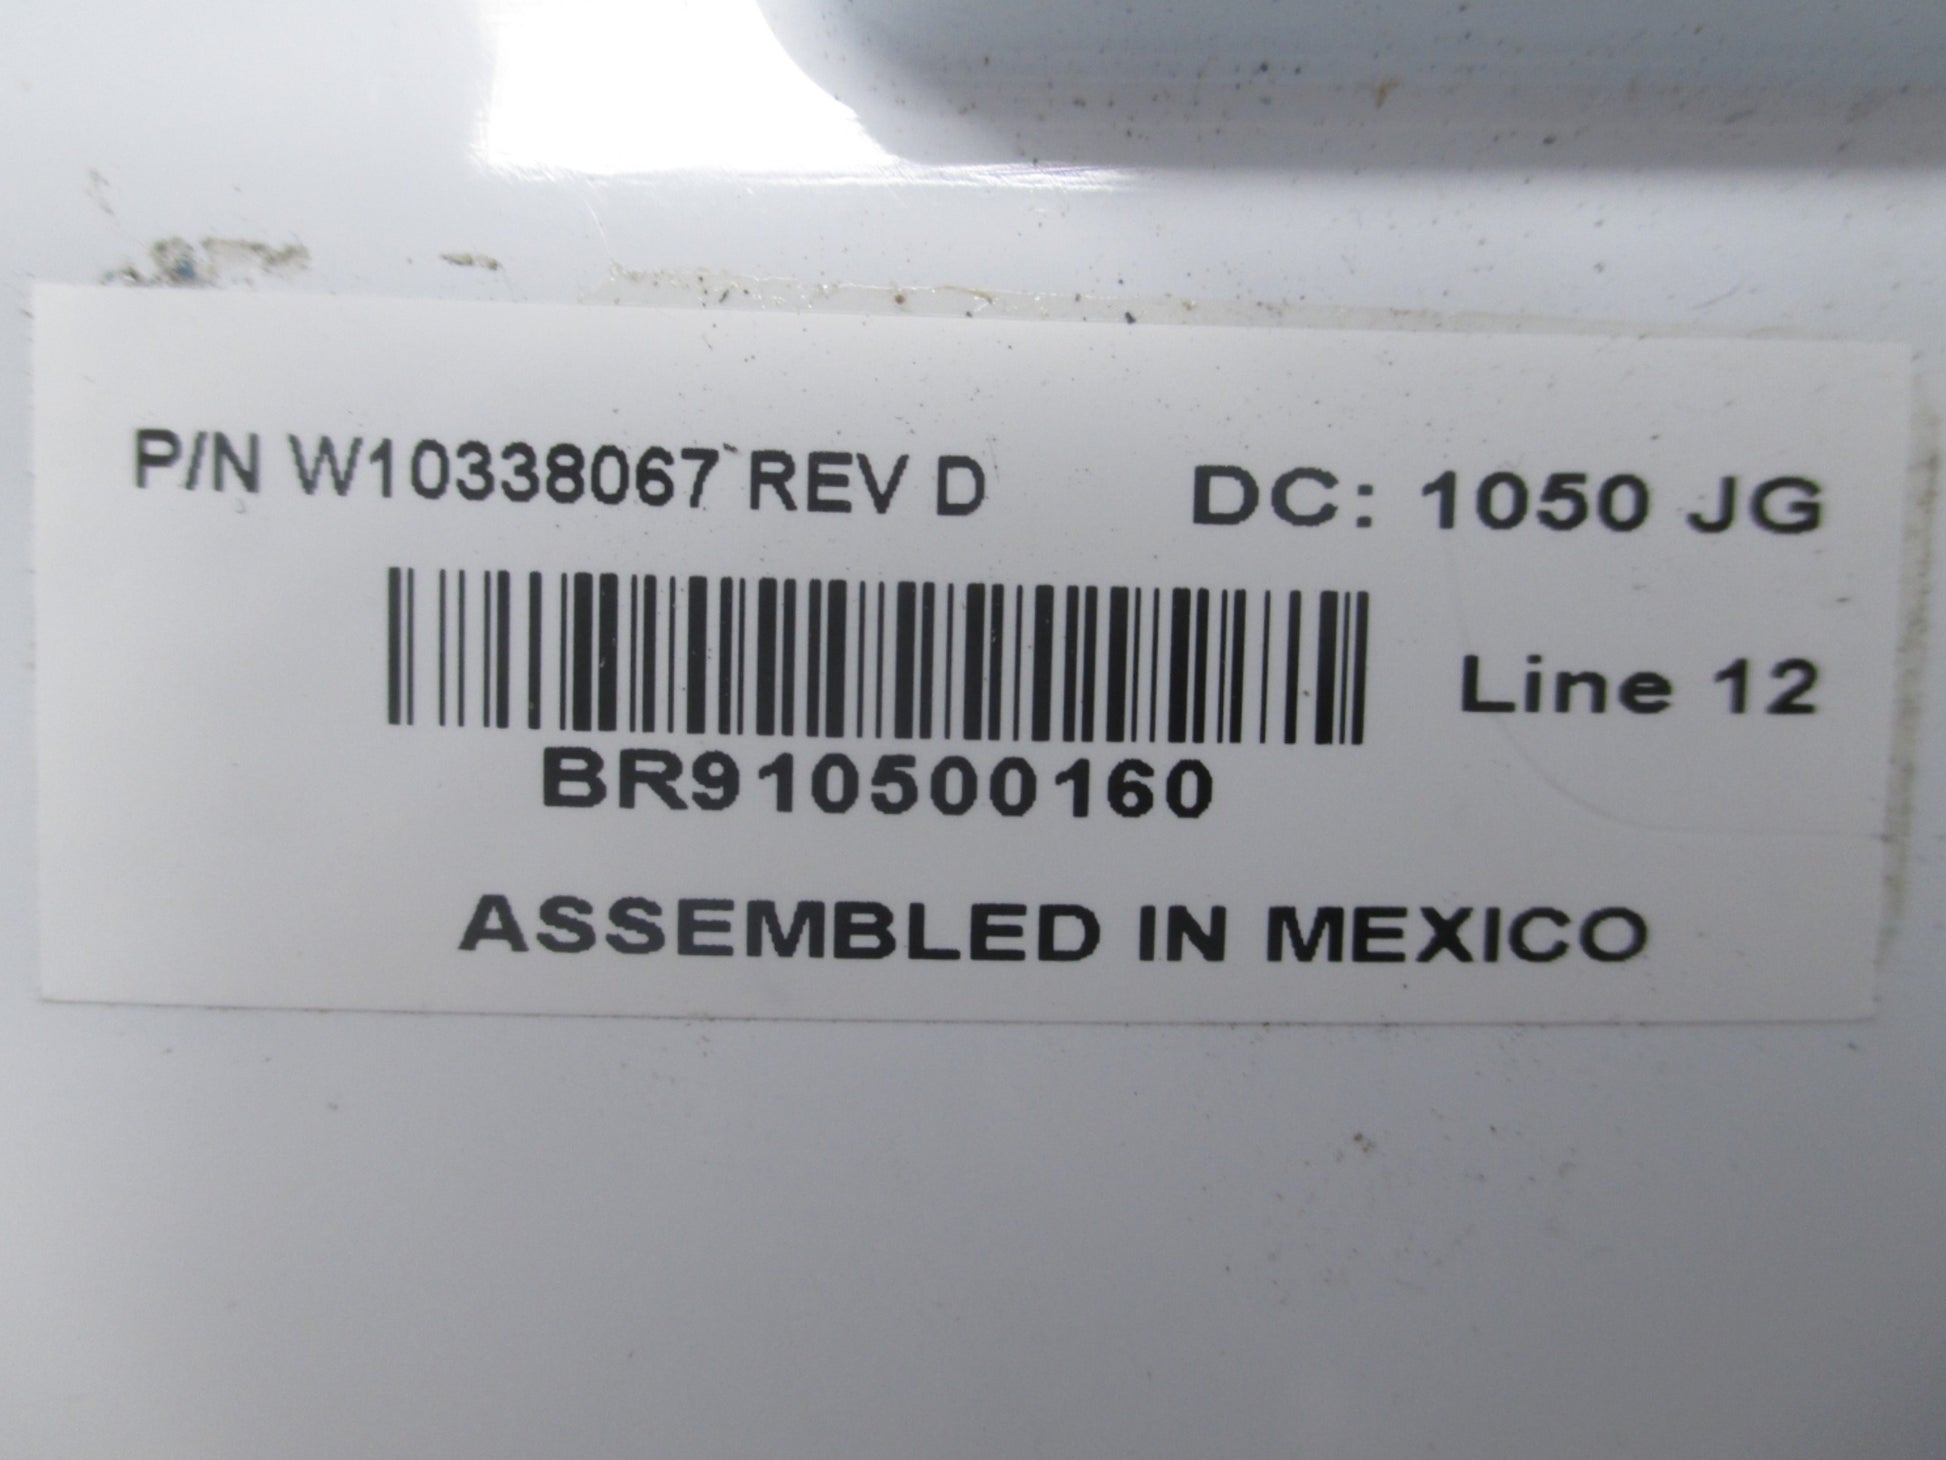 P/N W10338067 REV D DC: 1050 JG
Line 12
BR910500160
ASSEMBLED IN MEXICO